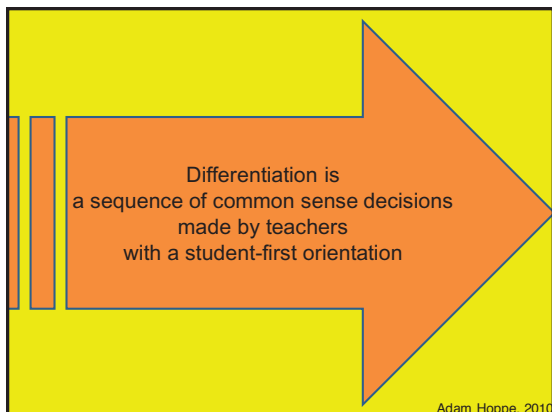 Differentiation is
a sequence of common sense decisions
made by teachers
with a student-first orientation
Adam Hoppe, 2010